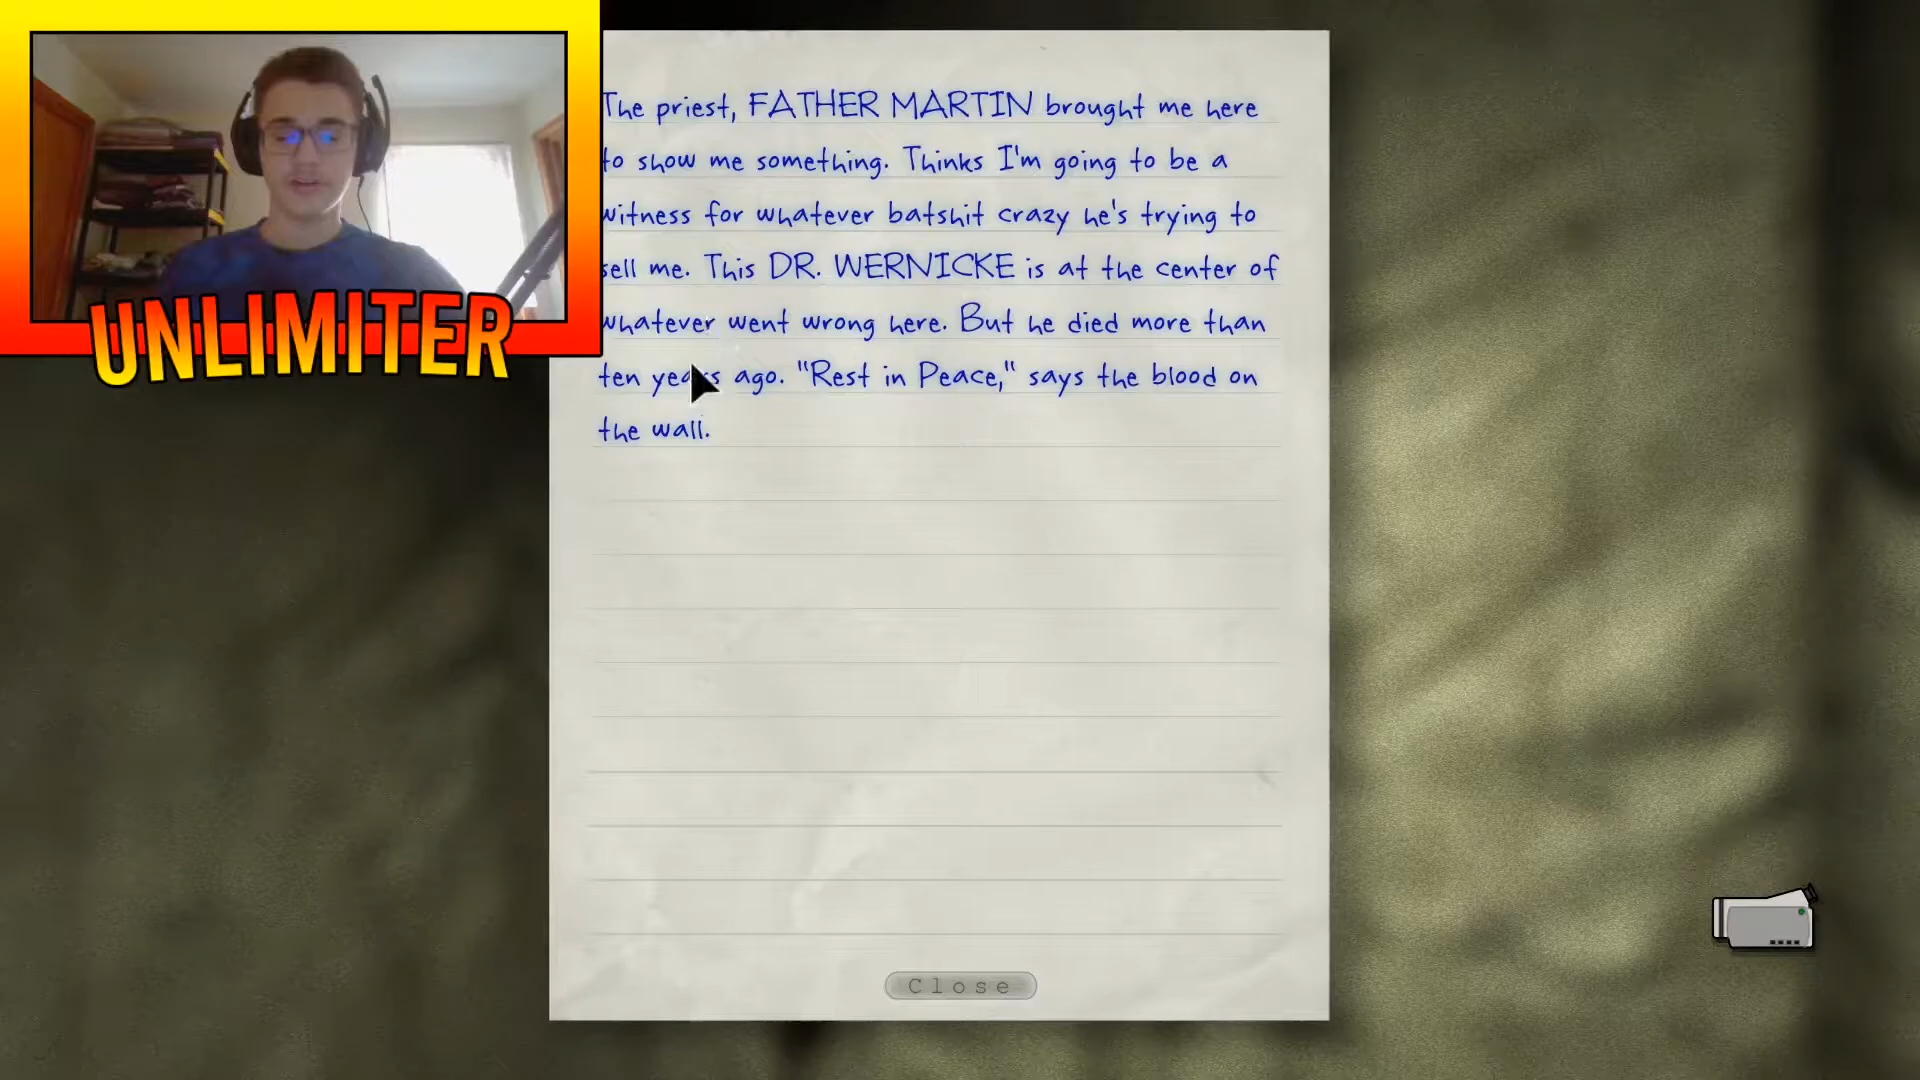 The priest, FATHER MARTIN brought me here
to show me something. Thinks I'm going to be a
witness for whatever batshit crazy he's trying to
sell me. This DR. WERNICKE is at the center of
whatever went wrong here. But he died more than
ten years ago. "Rest in Peace," says the blood on
the wall.
UNLIMITER
Close